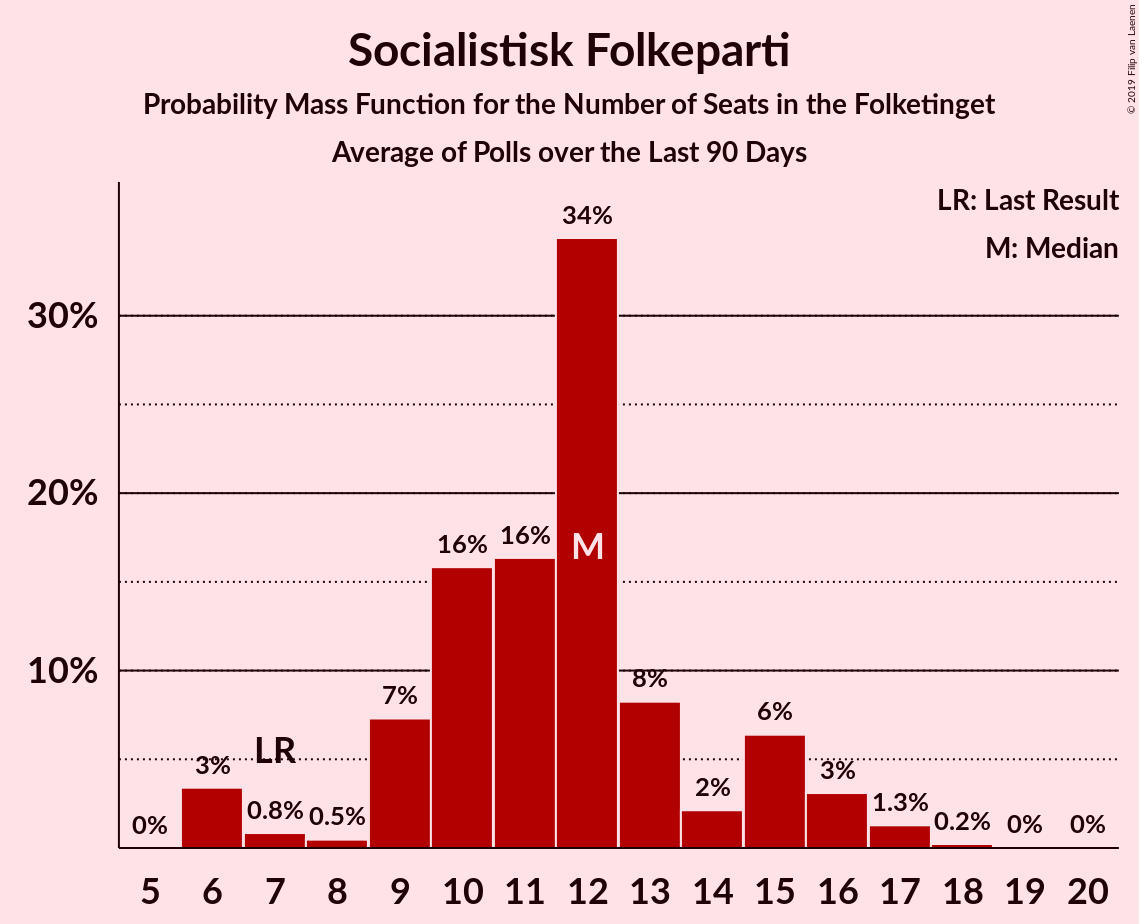 Socialistisk Folkeparti
Probability Mass Function for the Number of Seats in the Folketinget
Average of Polls over the Last 90 Days
© 2019 Filip van Laenen
LR: Last Result
M: Median
34%
30%
20%
16% 16% M
10%
8%
7%
6%
LR
3%
3%
2%
1.3%
0.8% 0.5%
0.2%
0% 0% 0%
5 6 7 8 9 10 11 12 13 14 15 16 17 18 19 20